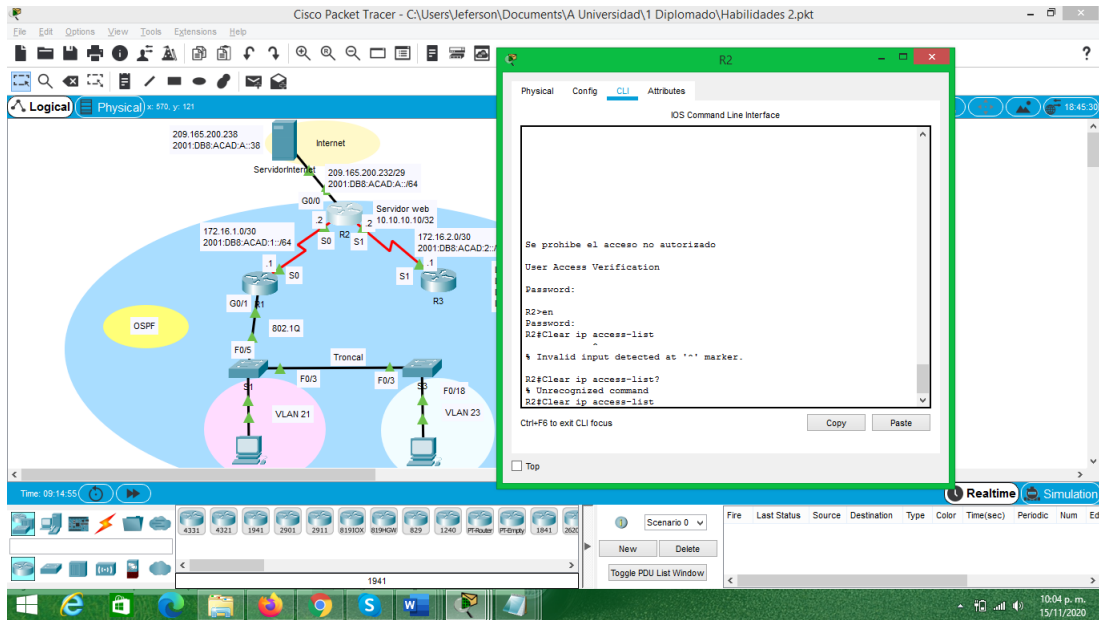 Cisco Packet Tracer - C:\Users\Jeferson\Documents\A Universidad\1 Diplomado\Habilidades 2.pkt
File Edit Options View Tools Extensions Help
?
Logical
Physical
x: 570, y: 121
18:45:30
209.165.200.238
2001:DB8:ACAD:A::38
Internet
ServidorInternet
209.165.200.232/29
2001:DB8:ACAD:A::/64
G0/0
Servidor web
10.10.10.10/32
.2
.2
R2
S0
S1
172.16.1.0/30
2001:DB8:ACAD:1::/64
172.16.2.0/30
2001:DB8:ACAD:2::/
.1
S0
S1
.1
G0/1
R1
R3
OSPF
802.1Q
F0/5
Troncal
S1
F0/3
F0/3
S3
F0/18
VLAN 21
VLAN 23
R2
Physical Config CLI Attributes
IOS Command Line Interface
Se prohibe el acceso no autorizado
User Access Verification
Password:
R2>en
Password:
R2#Clear ip access-list
^
% Invalid input detected at '^' marker.
R2#Clear ip access-list?
% Unrecognized command
R2#Clear ip access-list
Ctrl+F6 to exit CLI focus
Copy
Paste
Top
Time: 09:14:55
Realtime
Simulation
4331 4321 1941 2901 2911 819IOX 819HGW 829 1240 PT-Router PT-Empty 1841 262
1941
Scenario 0
New
Delete
Toggle PDU List Window
Fire Last Status Source Destination Type Color Time(sec) Periodic Num Ed
10:04 p. m.
15/11/2020